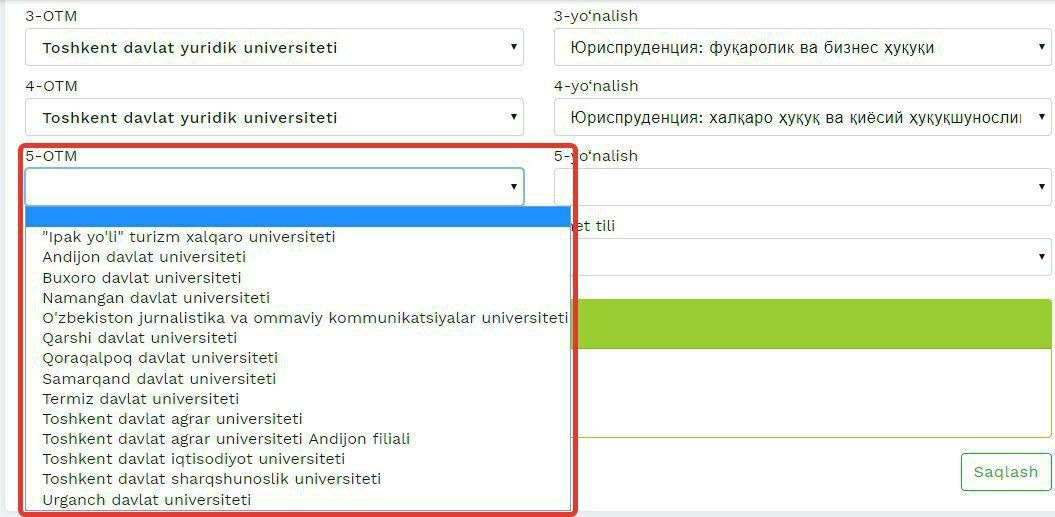 3-OTM
3-yo‘nalish
Toshkent davlat yuridik universiteti
Юриспруденция: фуқаролик ва бизнес ҳуқуқи
4-OTM
4-yo‘nalish
Toshkent davlat yuridik universiteti
Юриспруденция: халқаро ҳуқуқ ва қиёсий ҳуқуқшунослиı
5-OTM
5-yo‘nalish
et tili
"Ipak yo'li" turizm xalqaro universiteti
Andijon davlat universiteti
Buxoro davlat universiteti
Namangan davlat universiteti
O'zbekiston jurnalistika va ommaviy kommunikatsiyalar universiteti
Qarshi davlat universiteti
Qoraqalpoq davlat universiteti
Samarqand davlat universiteti
Termiz davlat universiteti
Toshkent davlat agrar universiteti
Toshkent davlat agrar universiteti Andijon filiali
Toshkent davlat iqtisodiyot universiteti
Toshkent davlat sharqshunoslik universiteti
Urganch davlat universiteti
Saqlash